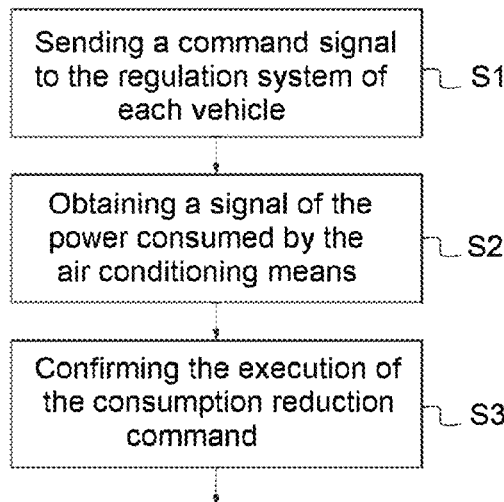 Sending a command signal
to the regulation system of
each vehicle
S1
Obtaining a signal of the
power consumed by the
air conditioning means
S2
Confirming the execution of
the consumption reduction
command
S3